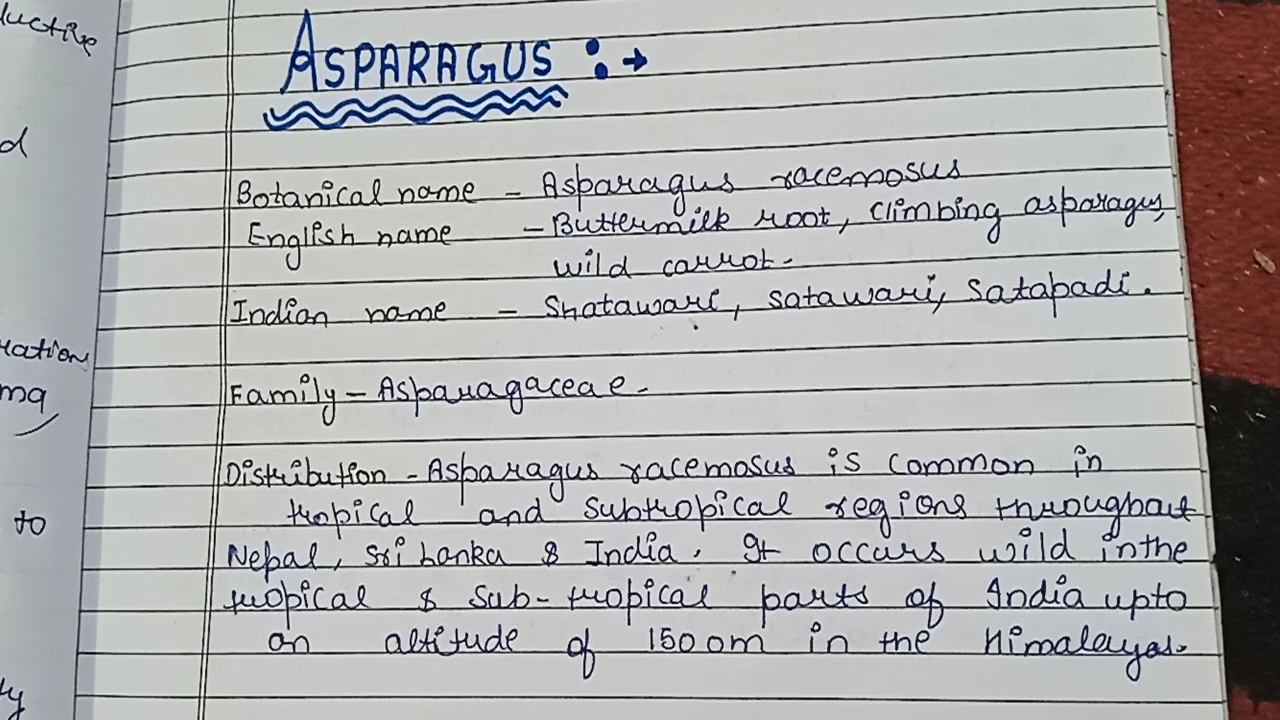 ASPARAGUS :→
Botanical name - Asparagus racemosus
English name - Buttermilk root, Climbing asparagus,
wild carrot.
Indian name - Shatawari, satawari, Satapadi.
Family - Asparagaceae.
Distribution - Asparagus racemosus is common in
tropical and subtropical regions throughout
Nepal, Sri Lanka & India. It occurs wild in the
tropical & Sub-tropical parts of India upto
an altitude of 1500m in the Himalayas.
luctive
d
to